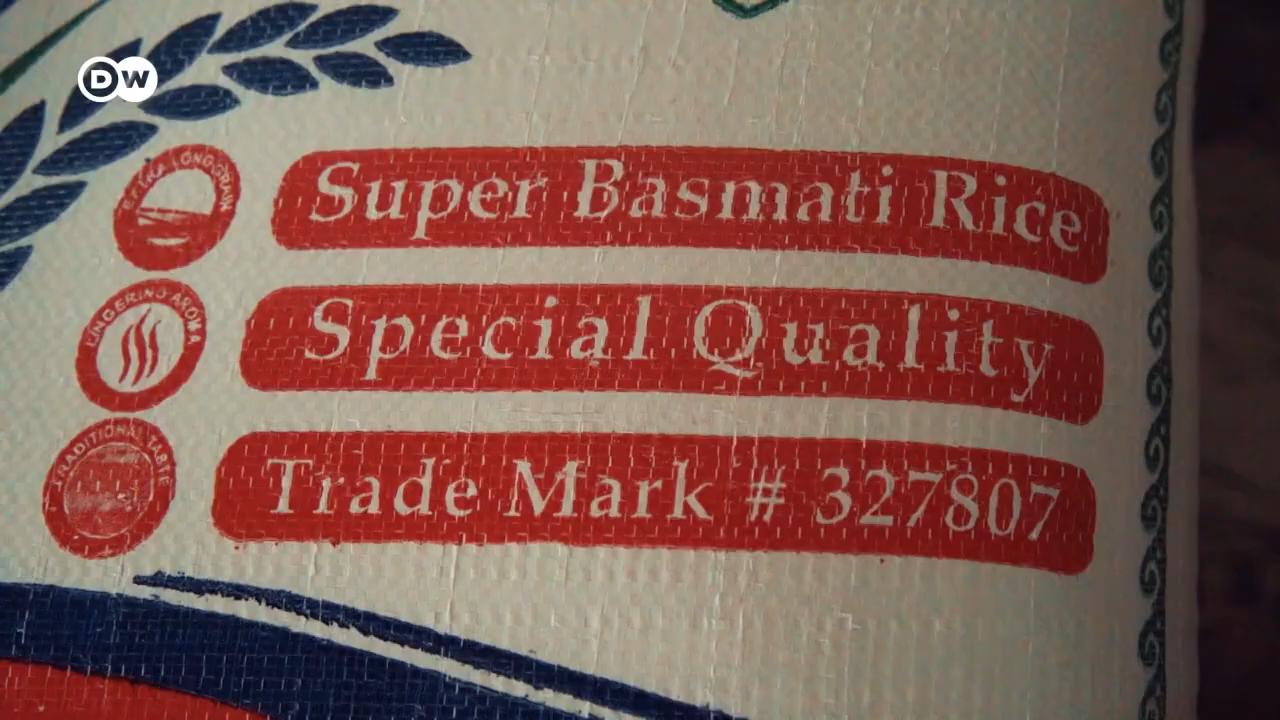 DW
EXTRA LONG GRAIN
Super Basmati Rice
LINGERING AROMA
Special Quality
TRADITIONAL TASTE
Trade Mark # 327807